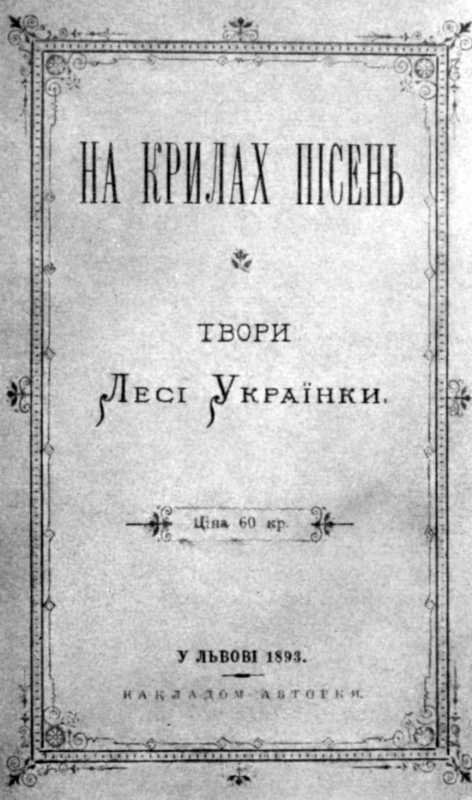 НА КРИЛАХ ПІСЕНЬ
ТВОРИ
ЛЕСІ УКРАЇНКИ.
Ціна 60 кр.
У ЛЬВОВІ 1893.
НАКЛАДОМ АВТОРКИ.